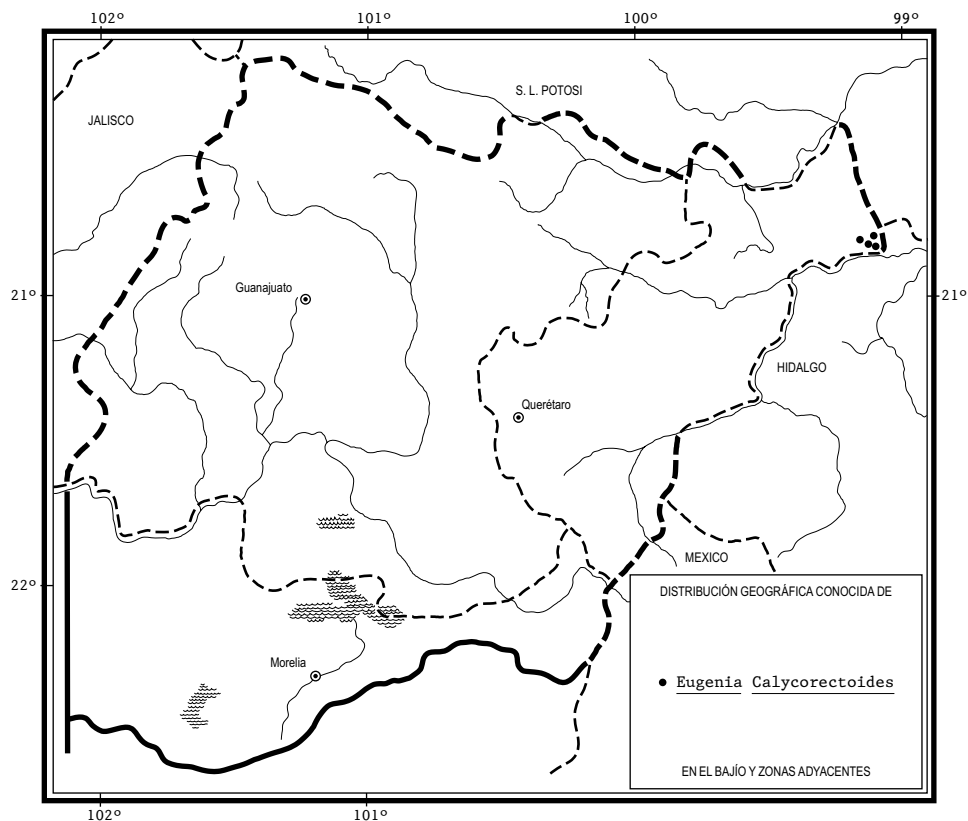 102º 101º 100º 99º
S. L. POTOSI
JALISCO
Guanajuato
21º 21º
HIDALGO
Querétaro
MEXICO
22º
DISTRIBUCIÓN GEOGRÁFICA CONOCIDA DE
Morelia
Eugenia Calycorectoides
EN EL BAJÍO Y ZONAS ADYACENTES
102º 101º